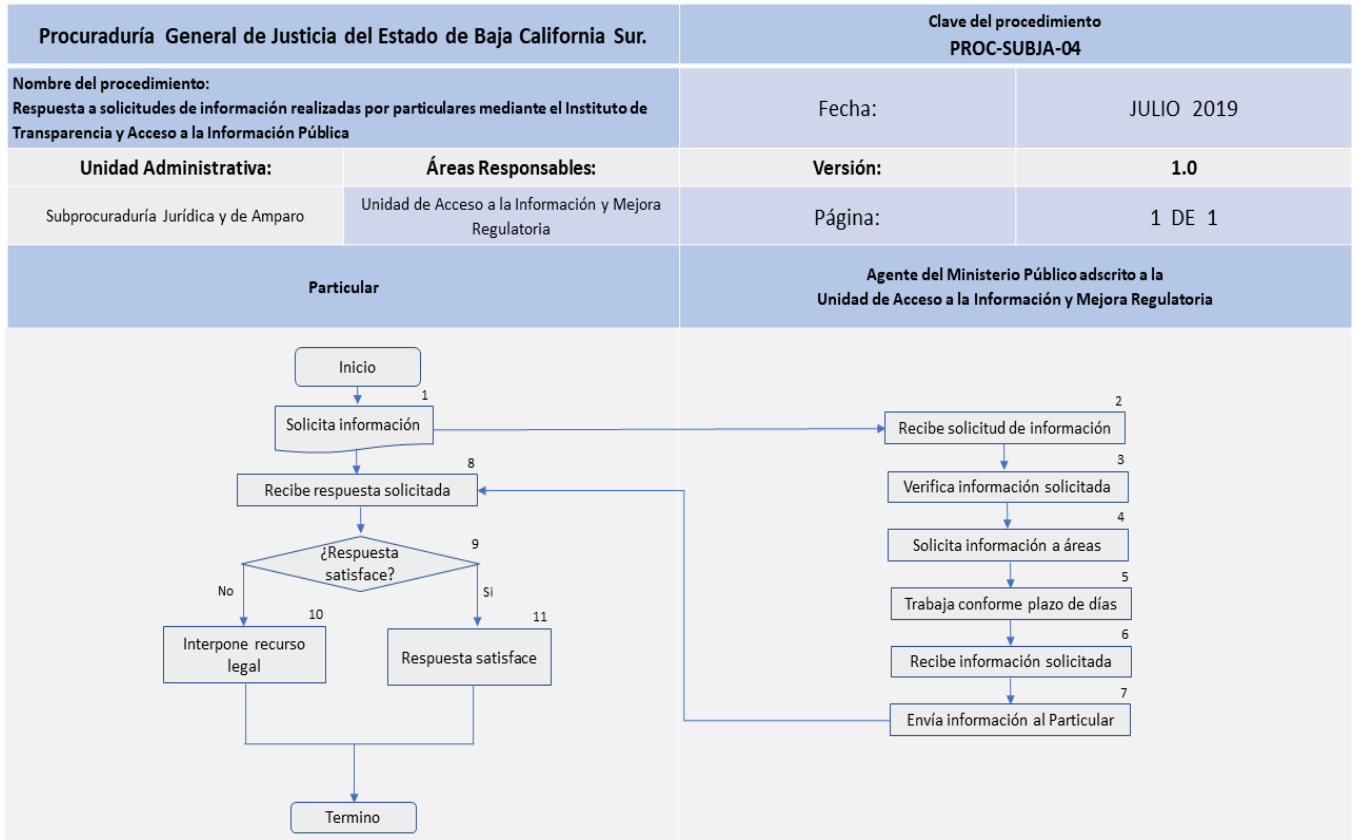 Procuraduría General de Justicia del Estado de Baja California Sur.
Clave del procedimiento
PROC-SUBJA-04
Nombre del procedimiento:
Respuesta a solicitudes de información realizadas por particulares mediante el Instituto de
Transparencia y Acceso a la Información Pública
Fecha:
JULIO 2019
Unidad Administrativa:
Áreas Responsables:
Versión:
1.0
Subprocuraduría Jurídica y de Amparo
Unidad de Acceso a la Información y Mejora
Regulatoria
Página:
1 DE 1
Particular
Agente del Ministerio Público adscrito a la
Unidad de Acceso a la Información y Mejora Regulatoria
Inicio
1
Solicita información
2
Recibe solicitud de información
3
Verifica información solicitada
4
Solicita información a áreas
5
Trabaja conforme plazo de días
6
Recibe información solicitada
7
Envía información al Particular
8
Recibe respuesta solicitada
9
¿Respuesta
satisface?
No
Si
10
Interpone recurso
legal
11
Respuesta satisface
Termino